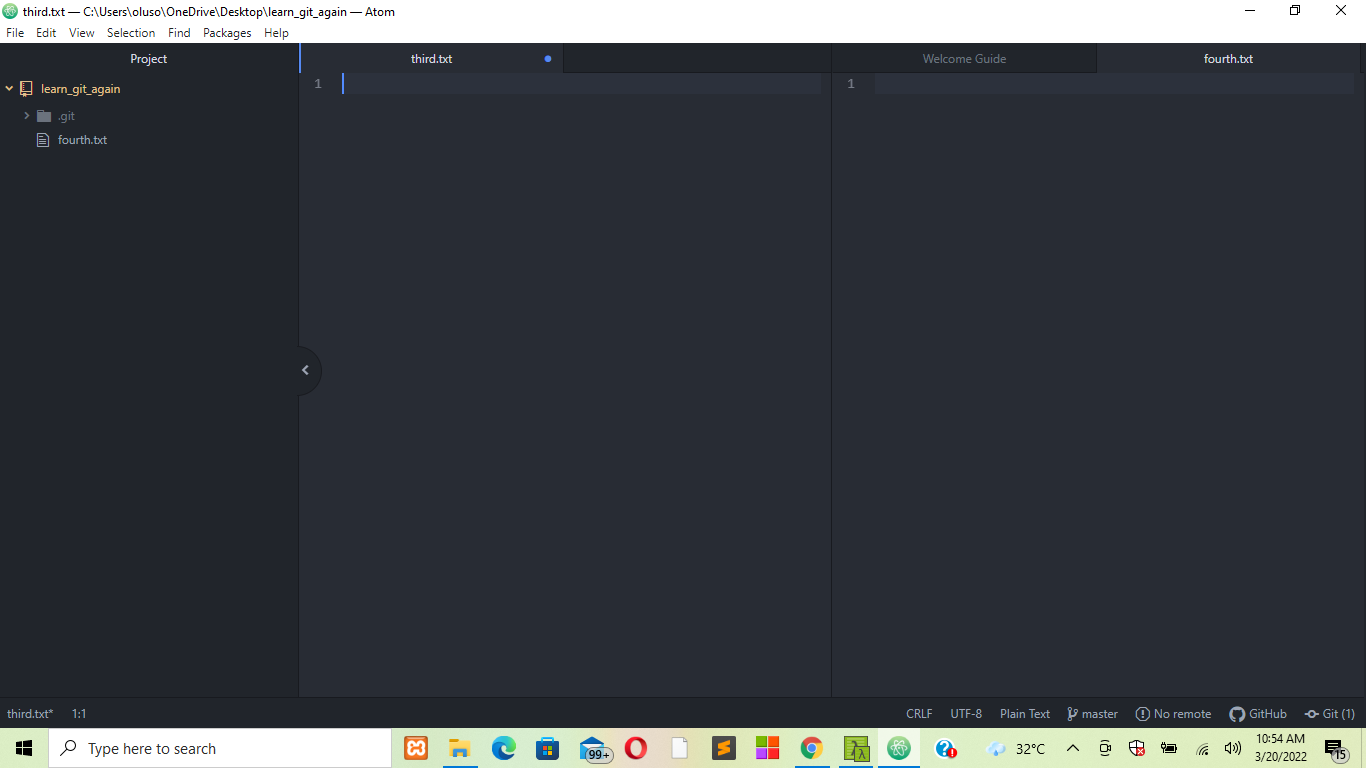 third.txt — C:\Users\oluso\OneDrive\Desktop\learn_git_again — Atom
File Edit View Selection Find Packages Help
Project
learn_git_again
.git
fourth.txt
third.txt
1
Welcome Guide
fourth.txt
1
third.txt* 1:1
CRLF UTF-8 Plain Text master No remote GitHub Git (1)
Type here to search
99+
32°C
10:54 AM
3/20/2022
15